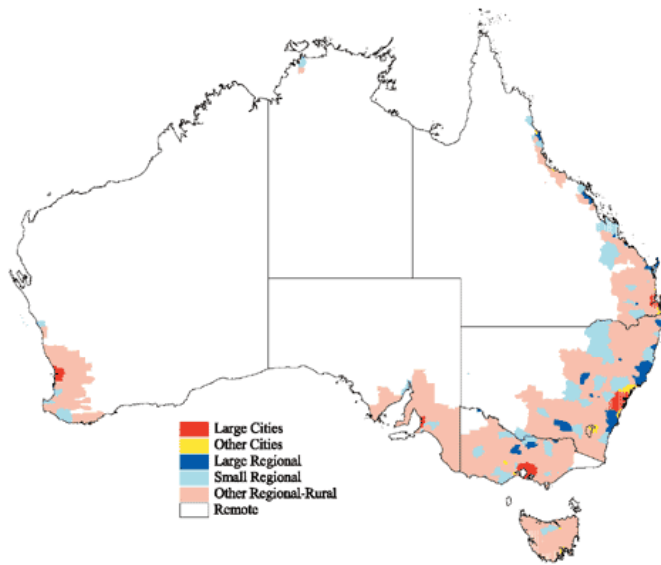 Large Cities
Other Cities
Large Regional
Small Regional
Other Regional-Rural
Remote